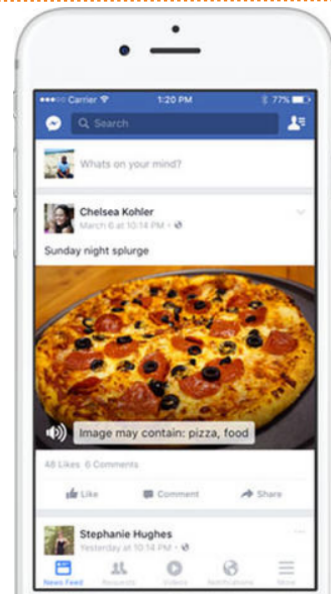 Carrier 1:20 PM 77%
Search
Whats on your mind?
Chelsea Kohler
March 6 at 10:14 PM •
Sunday night splurge
Image may contain: pizza, food
48 Likes 6 Comments
Like Comment Share
Stephanie Hughes
Yesterday at 10:14 PM •
News Feed Requests Videos Notifications More